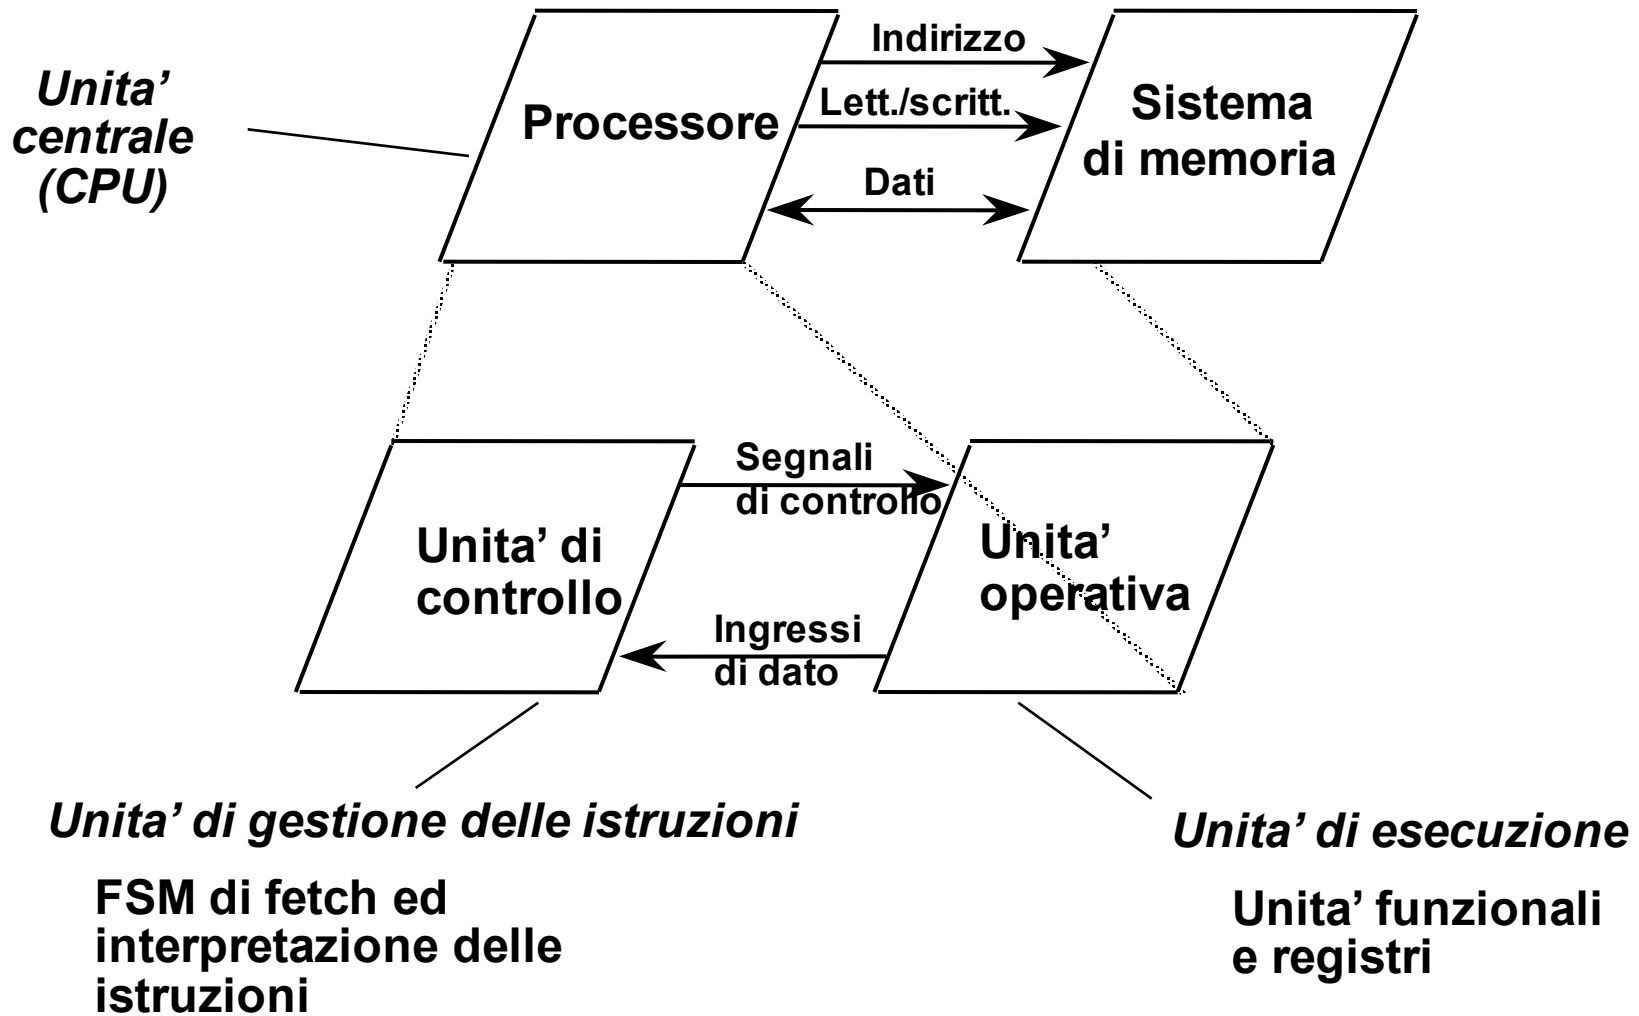 Unita’
centrale
(CPU)
Processore
Indirizzo
Lett./scritt.
Dati
Sistema
di memoria
Unita’ di
controllo
Segnali
di controllo
Ingressi
di dato
Unita’
operativa
Unita’ di gestione delle istruzioni
FSM di fetch ed
interpretazione delle
istruzioni
Unita’ di esecuzione
Unita’ funzionali
e registri